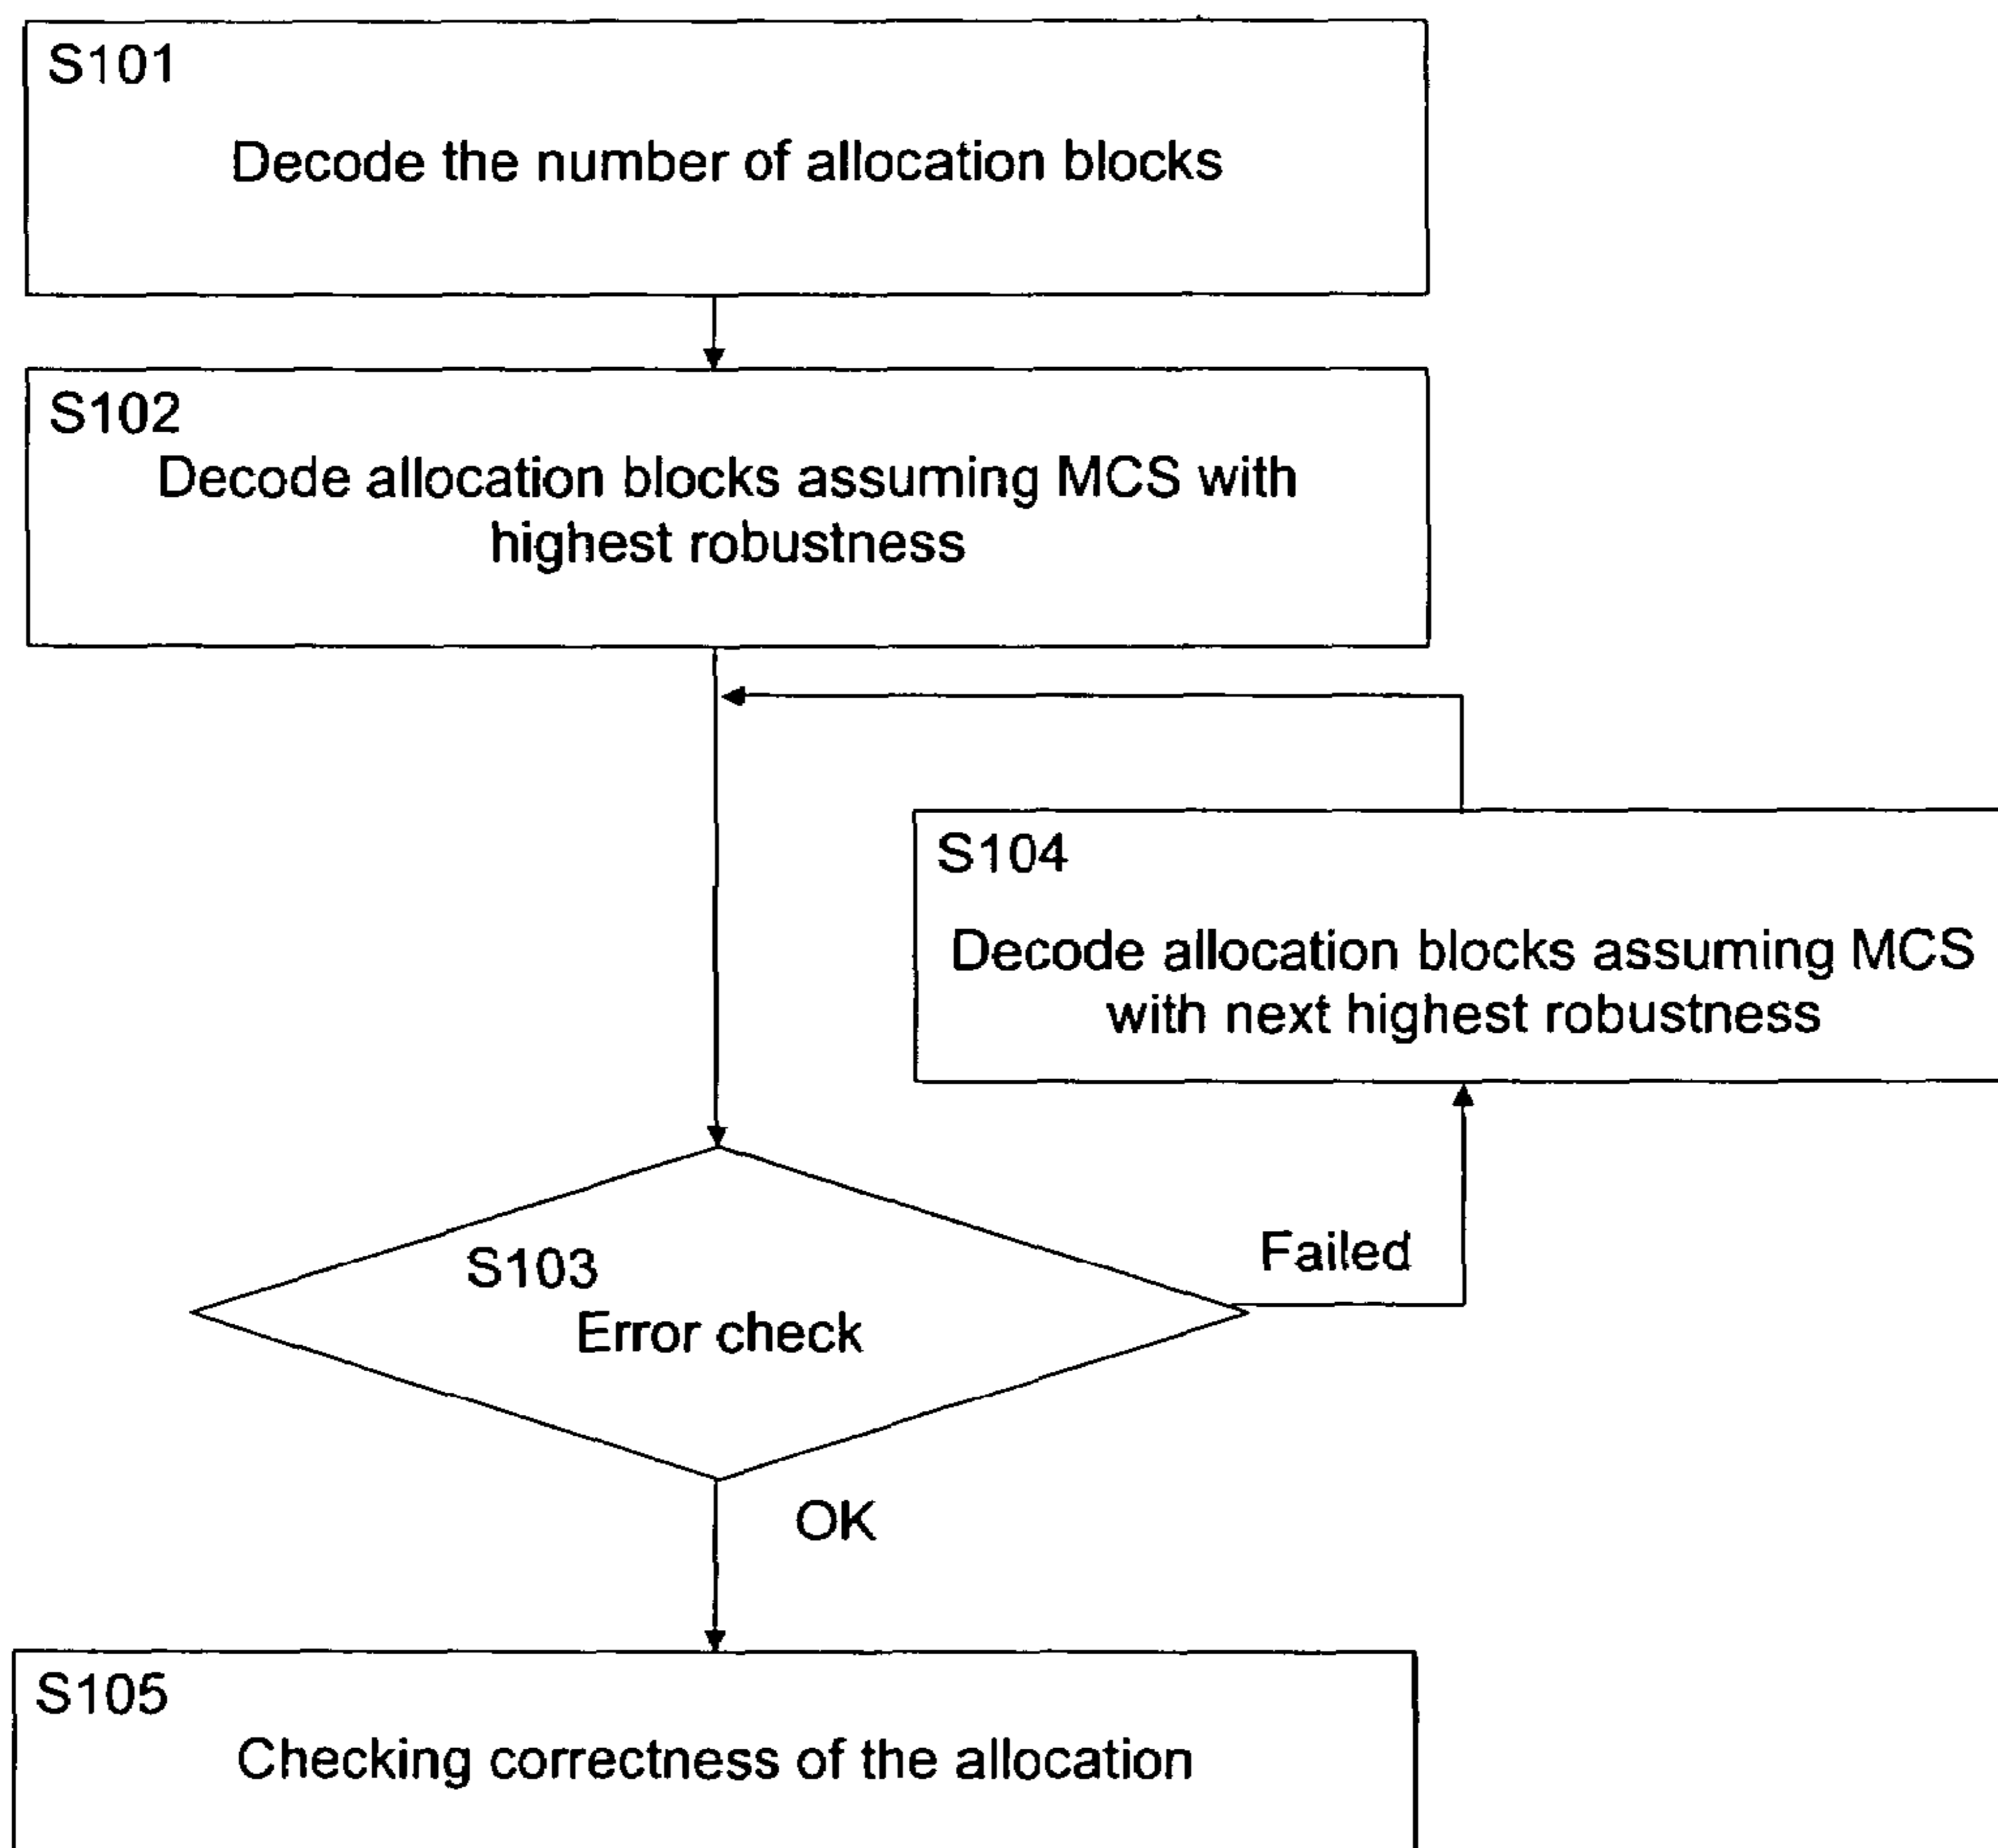 S101
Decode the number of allocation blocks
S102
Decode allocation blocks assuming MCS with
highest robustness
S104
Decode allocation blocks assuming MCS
with next highest robustness
Failed
S103
Error check
OK
S105
Checking correctness of the allocation